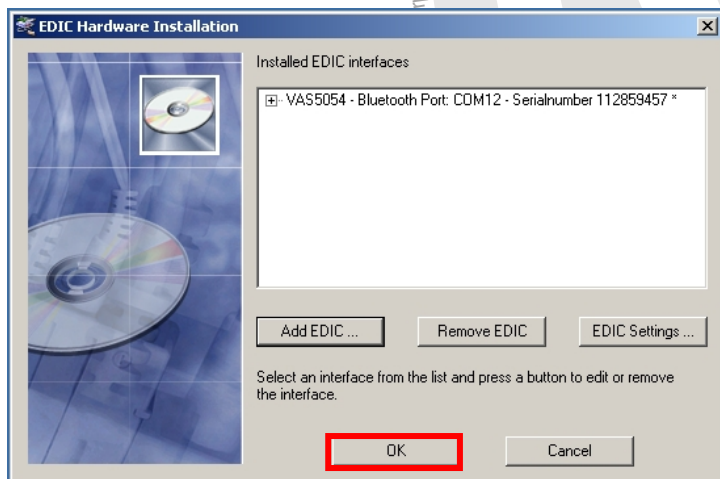 EDIC Hardware Installation
Installed EDIC interfaces
VAS5054 - Bluetooth Port: COM12 - Serialnumber 112859457 *
Add EDIC ...
Remove EDIC
EDIC Settings ...
Select an interface from the list and press a button to edit or remove
the interface.
OK
Cancel